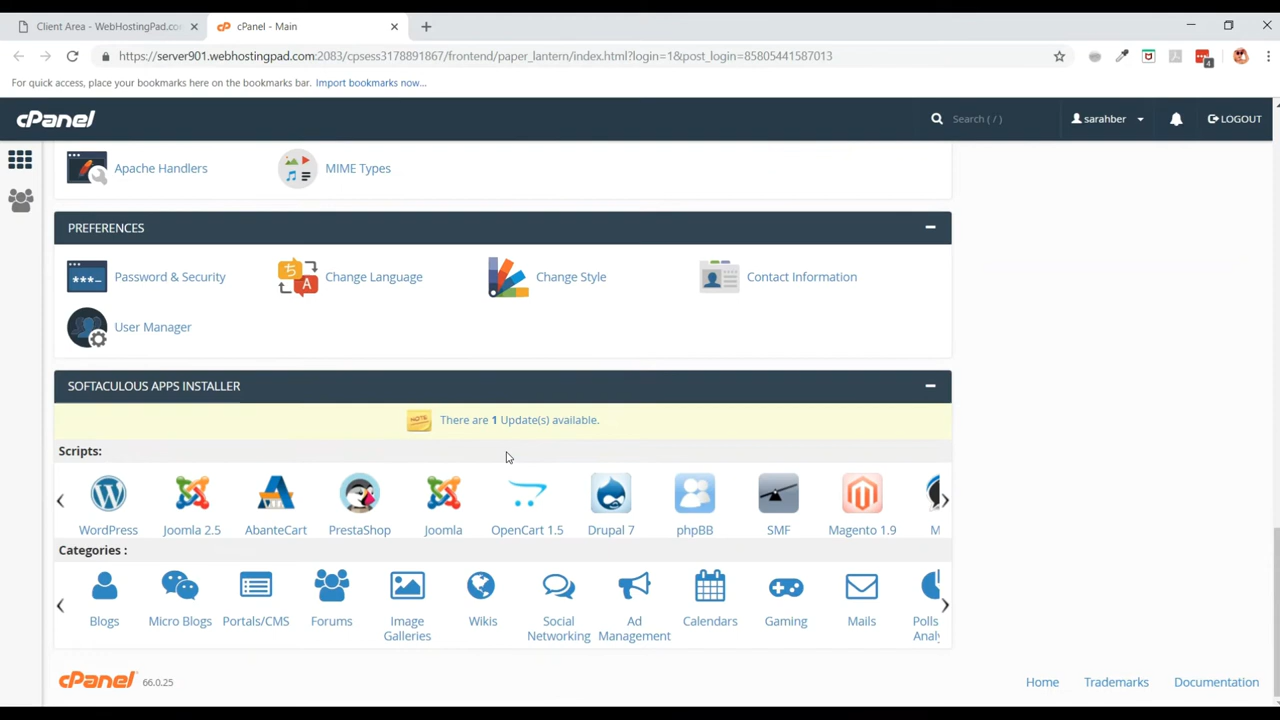 Client Area - WebHostingPad.co
cPanel - Main
https://server901.webhostingpad.com:2083/cpsess3178891867/frontend/paper_lantern/index.html?login=1&post_login=85805441587013
4
For quick access, place your bookmarks here on the bookmarks bar. Import bookmarks now...
cPanel
Search ( / )
sarahber
LOGOUT
Apache Handlers
MIME Types
PREFERENCES
Password & Security
Change Language
Change Style
Contact Information
User Manager
SOFTACULOUS APPS INSTALLER
NOTE
There are 1 Update(s) available.
Scripts:
WordPress
Joomla 2.5
AbanteCart
PrestaShop
Joomla
OpenCart 1.5
Drupal 7
phpBB
SMF
Magento 1.9
M
Categories :
Blogs
Micro Blogs
Portals/CMS
Forums
Image
Galleries
Wikis
Social
Networking
Ad
Management
Calendars
Gaming
Mails
Polls
Analy
cPanel
66.0.25
Home
Trademarks
Documentation